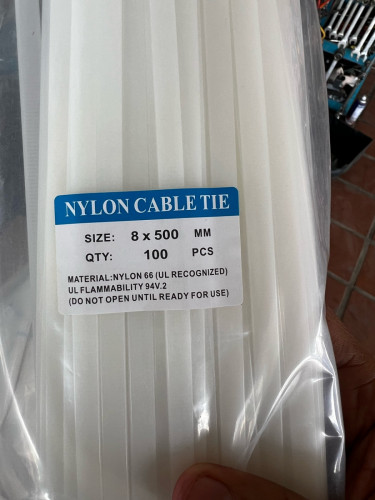 NYLON CABLE TIE
SIZE: 8 x 500 MM
QTY: 100 PCS
MATERIAL:NYLON 66 (UL RECOGNIZED)
UL FLAMMABILITY 94V.2
(DO NOT OPEN UNTIL READY FOR USE)